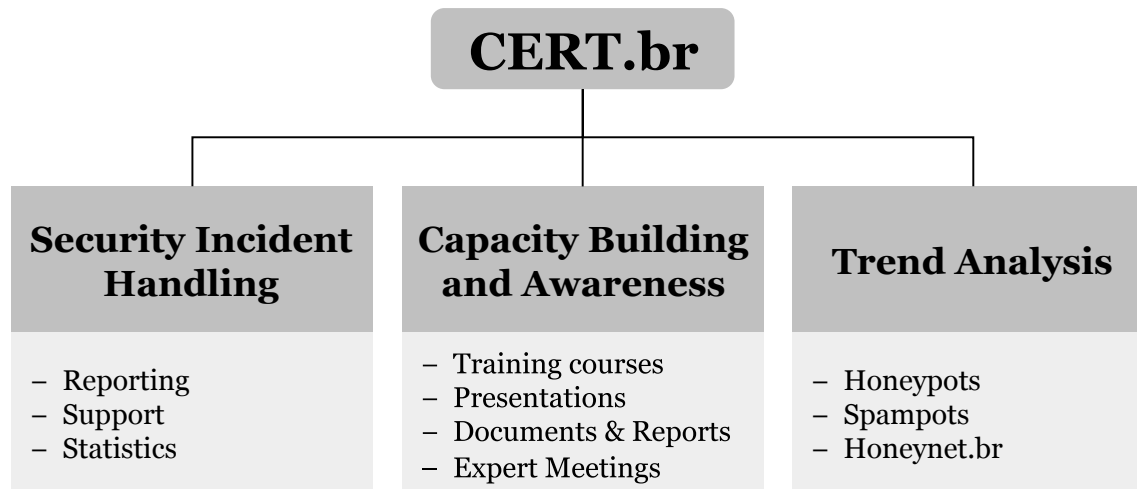 CERT.br
Security Incident
Handling
– Reporting
– Support
– Statistics
Capacity Building
and Awareness
– Training courses
– Presentations
– Documents & Reports
– Expert Meetings
Trend Analysis
– Honeypots
– Spampots
– Honeynet.br